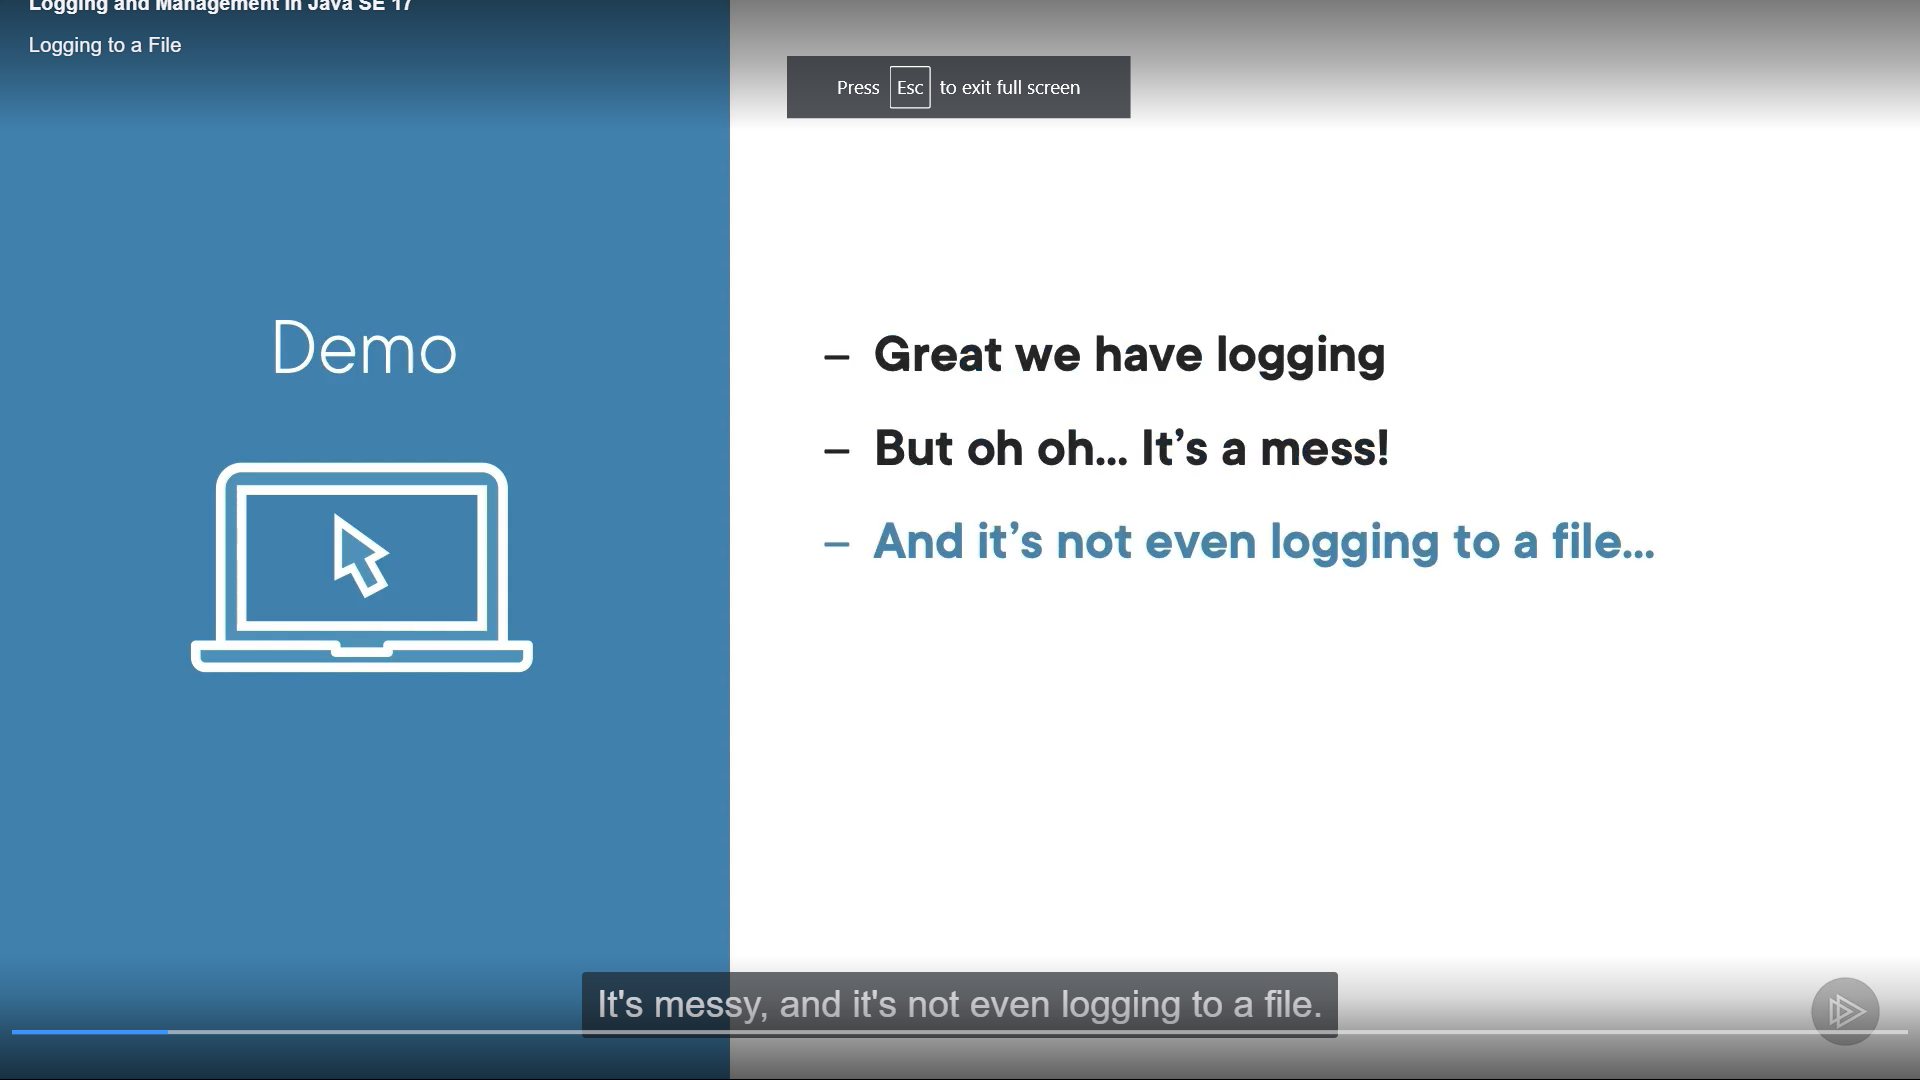 Logging and Management in Java SE 17
Logging to a File
Press Esc to exit full screen
Demo
– Great we have logging
– But oh oh... It’s a mess!
– And it’s not even logging to a file...
It's messy, and it's not even logging to a file.